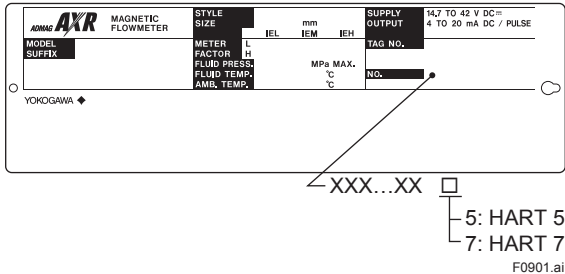 ADMAG AXR MAGNETIC FLOWMETER
MODEL
SUFFIX
STYLE
SIZE mm
IEL IEM IEH
METER L
FACTOR H
FLUID PRESS. MPa MAX.
FLUID TEMP. °C
AMB. TEMP. °C
SUPPLY 14.7 TO 42 V DC
OUTPUT 4 TO 20 mA DC / PULSE
TAG NO.
NO.
YOKOGAWA
XXX...XX □
5: HART 5
7: HART 7
F0901.ai